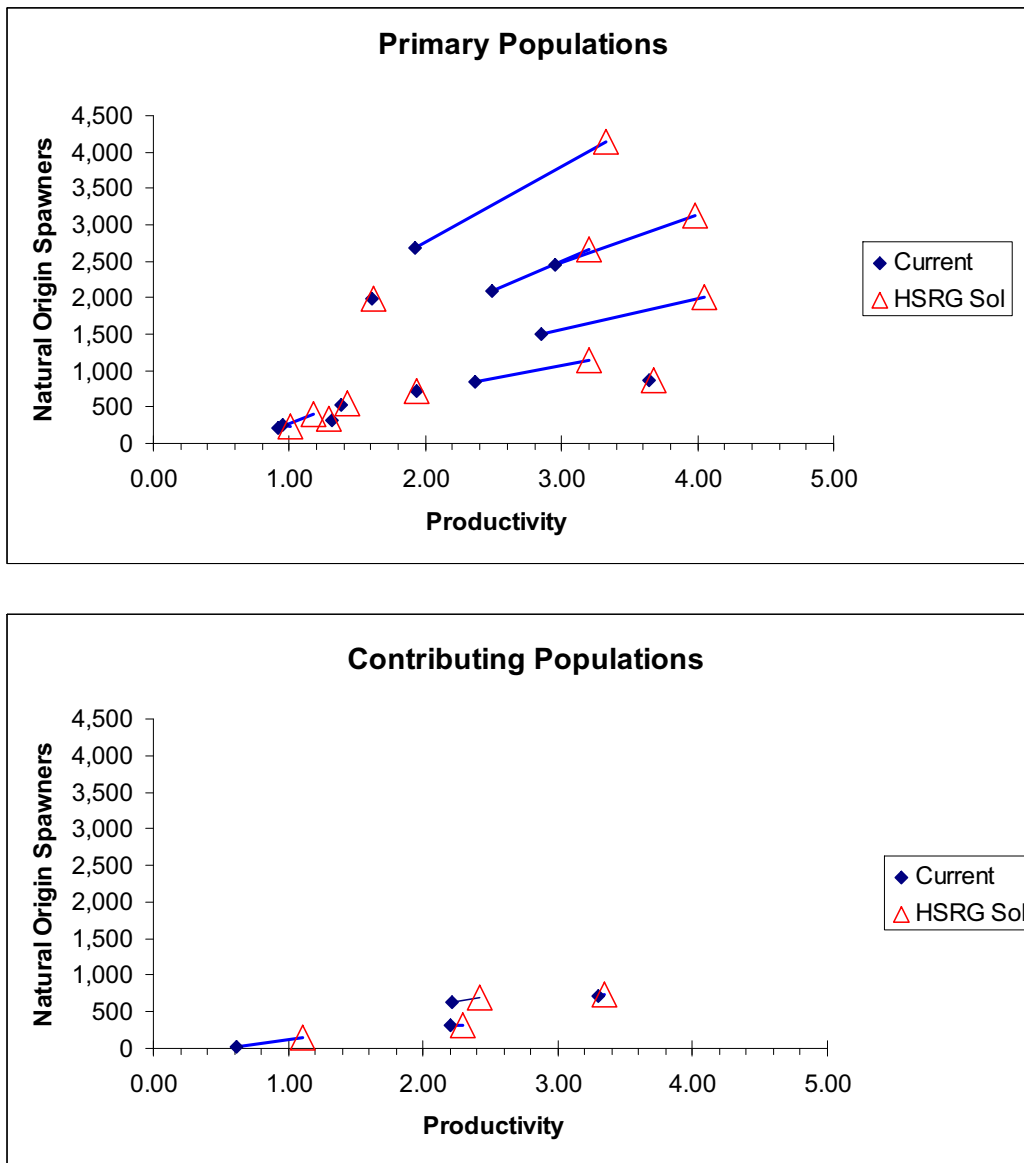 Primary Populations
4,500
4,000
3,500
3,000
2,500
2,000
1,500
1,000
500
0
Natural Origin Spawners
0.00 1.00 2.00 3.00 4.00 5.00
Productivity
Current
HSRG Sol
Contributing Populations
4,500
4,000
3,500
3,000
2,500
2,000
1,500
1,000
500
0
Natural Origin Spawners
0.00 1.00 2.00 3.00 4.00 5.00
Productivity
Current
HSRG Sol